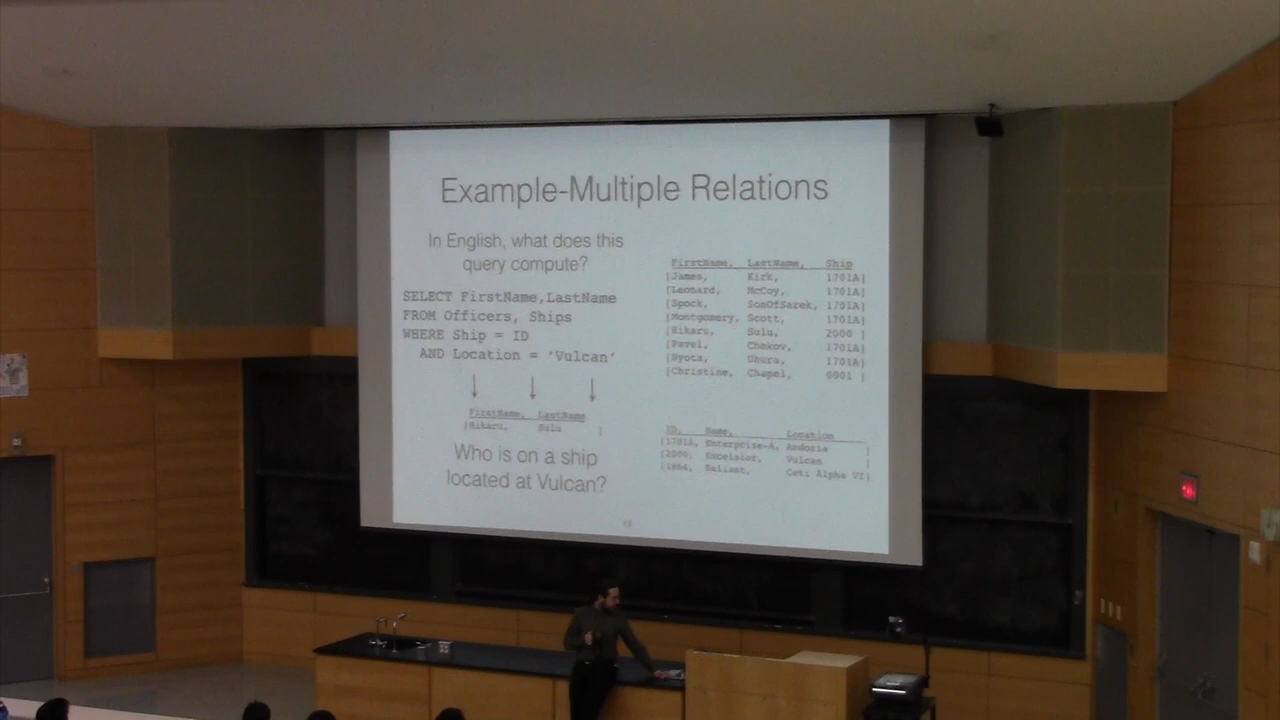 Example-Multiple Relations
In English, what does this
query compute?
SELECT FirstName,LastName
FROM Officers, Ships
WHERE Ship = ID
AND Location = 'Vulcan'
FirstName, LastName
[Hikaru, Sulu ]
Who is on a ship
located at Vulcan?
FirstName, LastName, Ship
[James, Kirk, 1701A]
[Leonard, McCoy, 1701A]
[Spock, SonOfSarek, 1701A]
[Montgomery, Scott, 1701A]
[Hikaru, Sulu, 2000 ]
[Pavel, Chekov, 1701A]
[Nyota, Uhura, 1701A]
[Christine, Chapel, 0001 ]
ID, Name, Location
[1701A, Enterprise-A, Andoria ]
[2000, Excelsior, Vulcan ]
[1864, Reliant, Ceti Alpha VI]